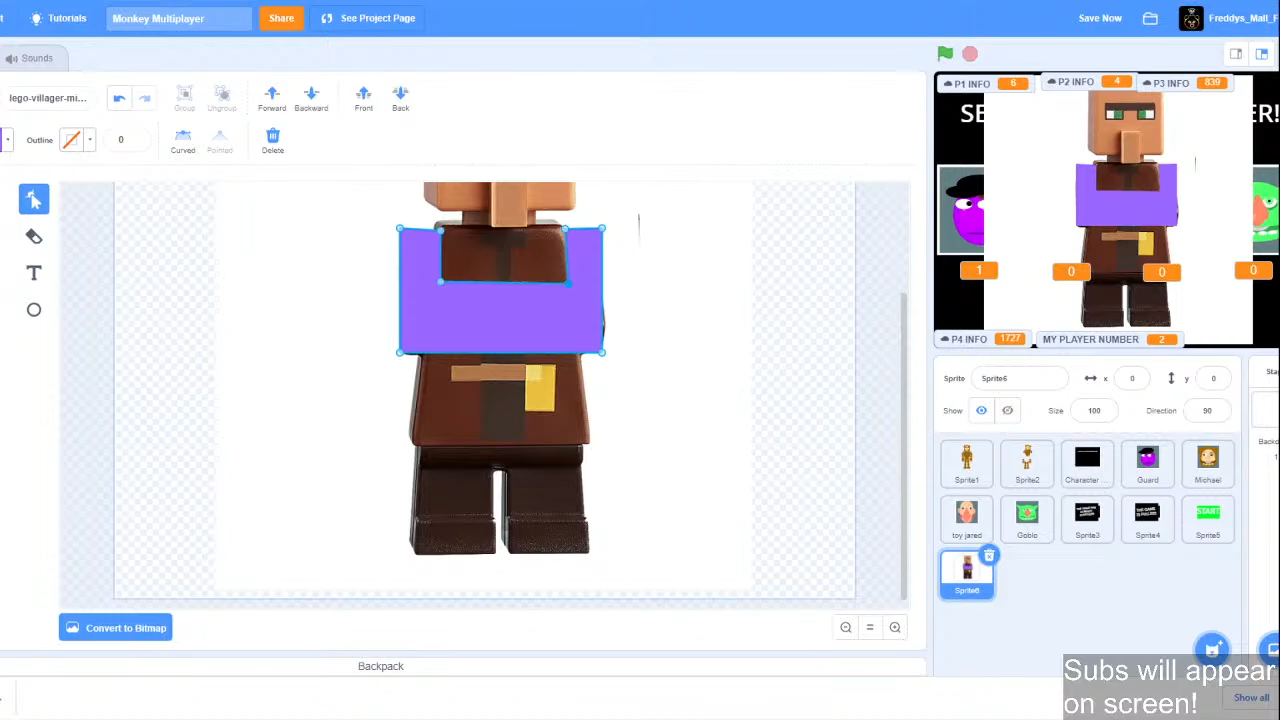 Tutorials
Monkey Multiplayer
Share
See Project Page
Save Now
Freddys_Mall_F
Sounds
lego-villager-mi...
Group
Ungroup
Forward
Backward
Front
Back
Outline
0
Curved
Pointed
Delete
P1 INFO 6
P2 INFO 4
P3 INFO 839
SE
ER!
1
0
0
0
P4 INFO 1727
MY PLAYER NUMBER 2
Sprite
Sprite6
x
0
y
0
Show
Size
100
Direction
90
Sprite1
Sprite2
Character ...
Guard
Michael
toy jared
Goblo
Sprite3
Sprite4
START
Sprite5
Sprite6
Convert to Bitmap
Backpack
Subs will appear
on screen!
Show all